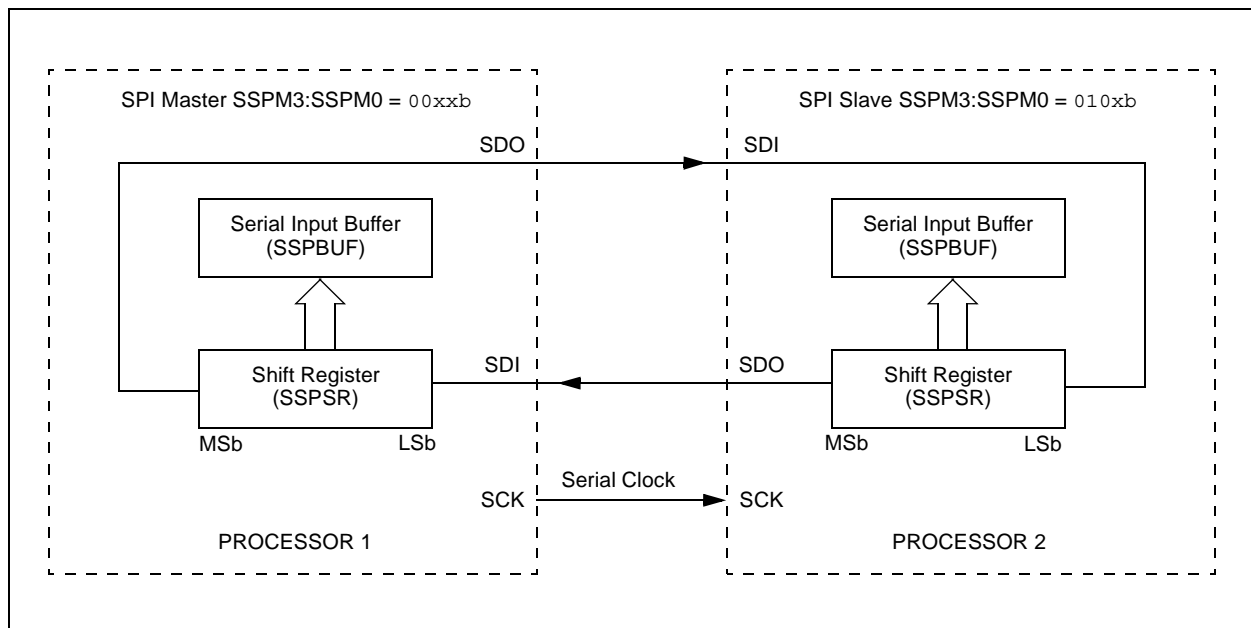 SPI Master SSPM3:SSPM0 = 00xxb
SPI Slave SSPM3:SSPM0 = 010xb
SDO
SDI
Serial Input Buffer
(SSPBUF)
Serial Input Buffer
(SSPBUF)
SDI
SDO
Shift Register
(SSPSR)
Shift Register
(SSPSR)
MSb
LSb
MSb
LSb
Serial Clock
SCK
SCK
PROCESSOR 1
PROCESSOR 2